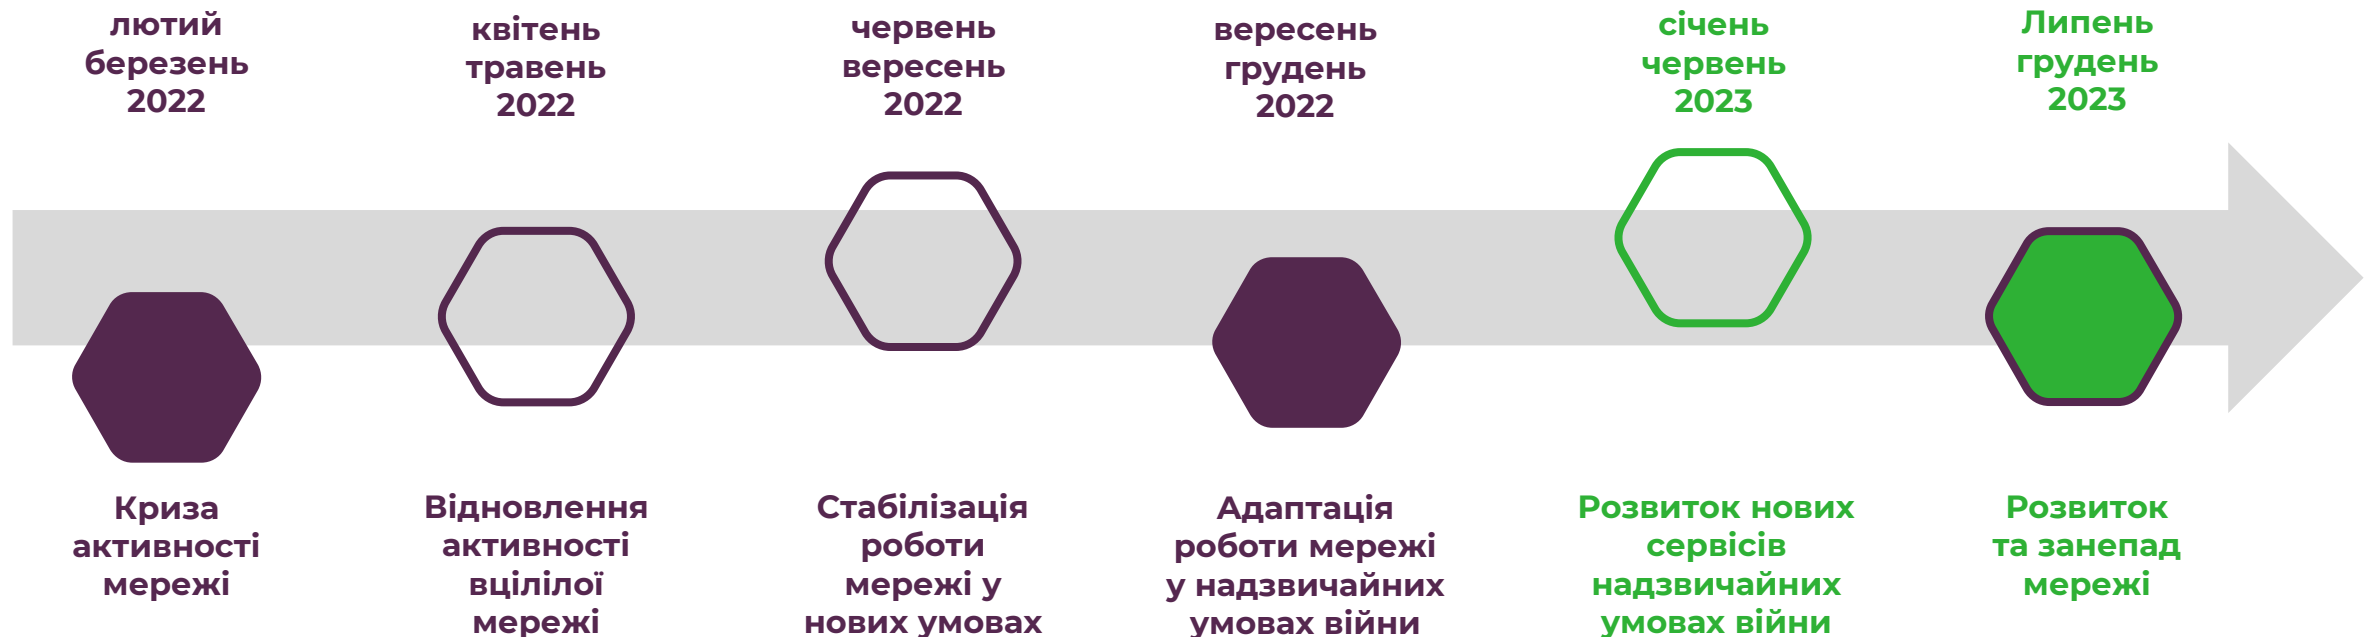 лютий
березень
2022
квітень
травень
2022
червень
вересень
2022
вересень
грудень
2022
січень
червень
2023
Липень
грудень
2023
Криза
активності
мережі
Відновлення
активності
вцілілої
мережі
Стабілізація
роботи
мережі у
нових умовах
Адаптація
роботи мережі
у надзвичайних
умовах війни
Розвиток нових
сервісів
надзвичайних
умовах війни
Розвиток
та занепад
мережі